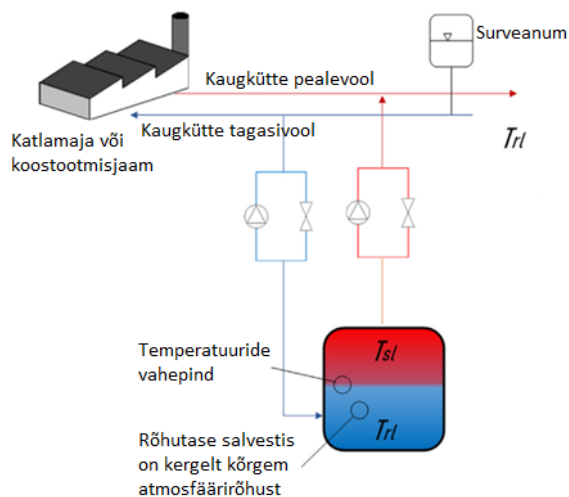 Surveanum
Kaugkütte pealevool
Kaugkütte tagasivool
Katlamaja või
koostootmisjaam
Trl
Temperatuuride
vahepind
Tsl
Trl
Rõhutase salvestis
on kergelt kõrgem
atmosfäärirõhust